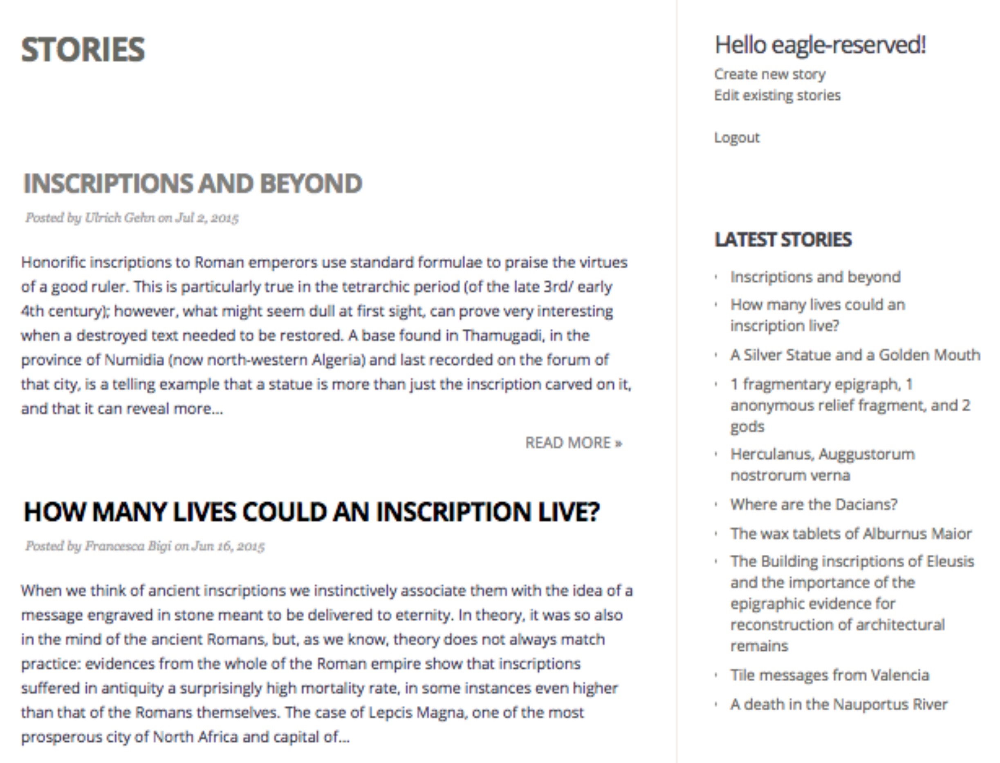 STORIES
INSCRIPTIONS AND BEYOND
Posted by Ulrich Gehn on Jul 2, 2015
Honorific inscriptions to Roman emperors use standard formulae to praise the virtues
of a good ruler. This is particularly true in the tetrarchic period (of the late 3rd/ early
4th century); however, what might seem dull at first sight, can prove very interesting
when a destroyed text needed to be restored. A base found in Thamugadi, in the
province of Numidia (now north-western Algeria) and last recorded on the forum of
that city, is a telling example that a statue is more than just the inscription carved on it,
and that it can reveal more...
READ MORE »
HOW MANY LIVES COULD AN INSCRIPTION LIVE?
Posted by Francesca Bigi on Jun 16, 2015
When we think of ancient inscriptions we instinctively associate them with the idea of a
message engraved in stone meant to be delivered to eternity. In theory, it was so also
in the mind of the ancient Romans, but, as we know, theory does not always match
practice: evidences from the whole of the Roman empire show that inscriptions
suffered in antiquity a surprisingly high mortality rate, in some instances even higher
than that of the Romans themselves. The case of Lepcis Magna, one of the most
prosperous city of North Africa and capital of...
Hello eagle-reserved!
Create new story
Edit existing stories
Logout
LATEST STORIES
Inscriptions and beyond
How many lives could an
inscription live?
A Silver Statue and a Golden Mouth
1 fragmentary epigraph, 1
anonymous relief fragment, and 2
gods
Herculanus, Auggustorum
nostrorum verna
Where are the Dacians?
The wax tablets of Alburnus Maior
The Building inscriptions of Eleusis
and the importance of the
epigraphic evidence for
reconstruction of architectural
remains
Tile messages from Valencia
A death in the Nauportus River